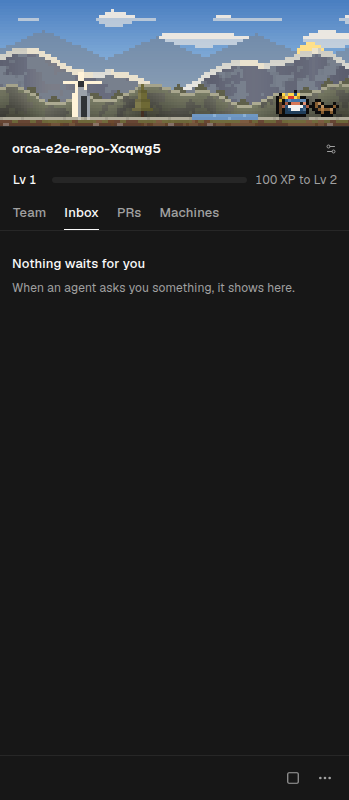 orca-e2e-repo-Xcqwg5
Lv 1 100 XP to Lv 2
Team Inbox PRs Machines
Nothing waits for you
When an agent asks you something, it shows here.